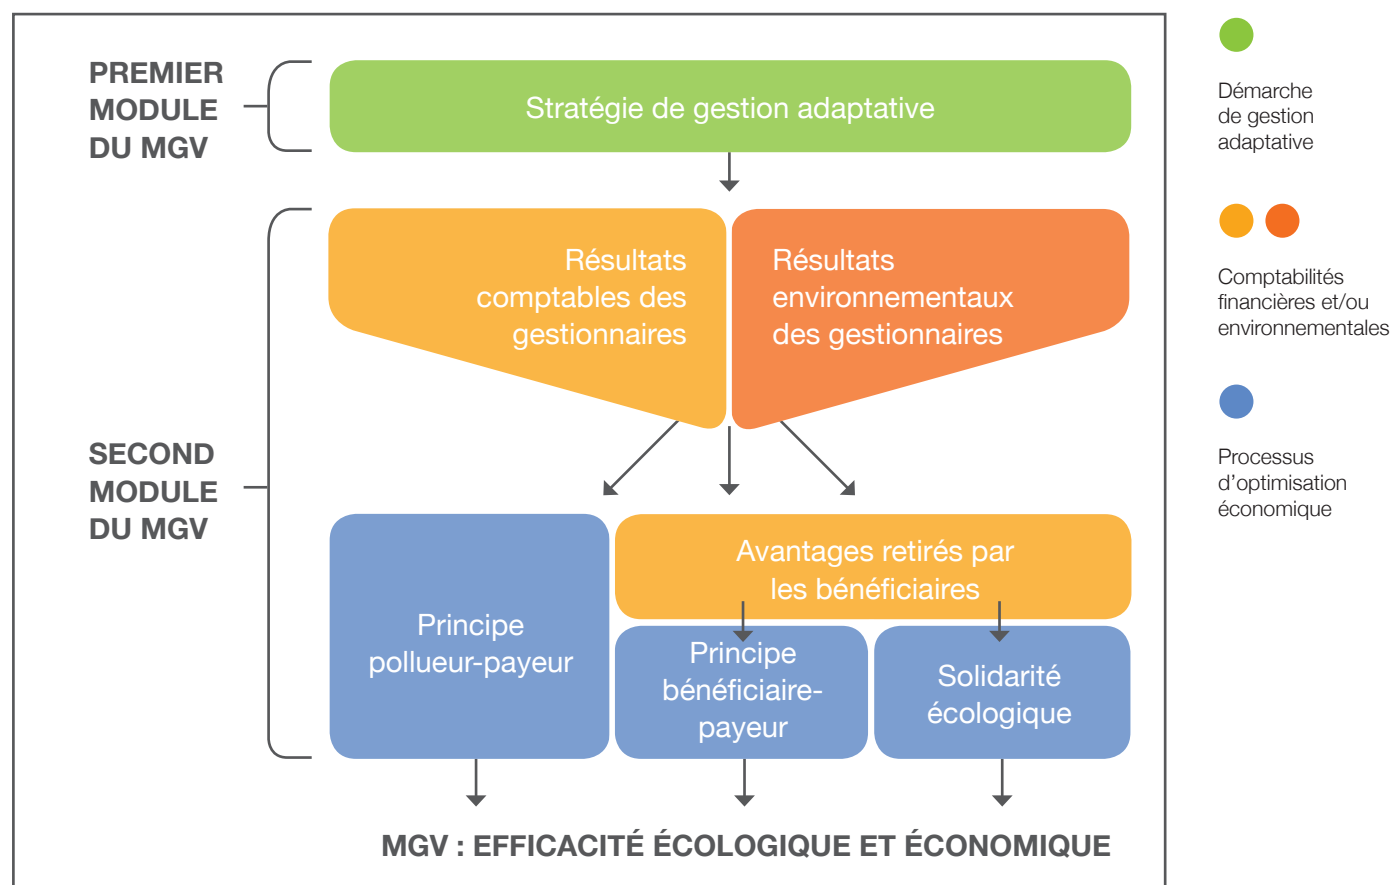 PREMIER
MODULE
DU MGV
Stratégie de gestion adaptative
Résultats
comptables des
gestionnaires
Résultats
environnementaux
des gestionnaires
SECOND
MODULE
DU MGV
Avantages retirés par
les bénéficiaires
Principe
pollueur-payeur
Principe
bénéficiaire-
payeur
Solidarité
écologique
MGV : EFFICACITÉ ÉCOLOGIQUE ET ÉCONOMIQUE
Démarche
de gestion
adaptative
Comptabilités
financières et/ou
environnementales
Processus
d'optimisation
économique